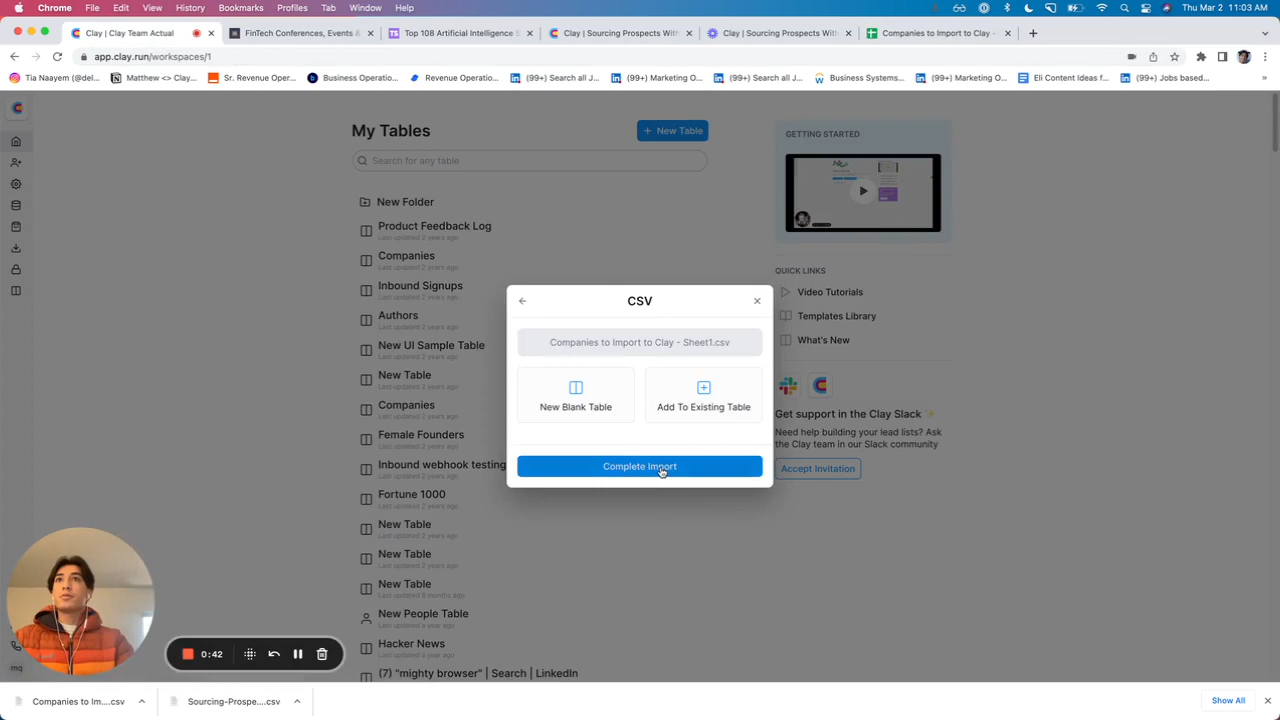 Chrome File Edit View History Bookmarks Profiles Tab Window Help
Thu Mar 2 11:03 AM
Clay | Clay Team Actual
FinTech Conferences, Events &
Top 108 Artificial Intelligence S
Clay | Sourcing Prospects With
Clay | Sourcing Prospects With
Companies to Import to Clay -
app.clay.run/workspaces/1
Tia Naayem (@del...
Matthew <> Clay...
Sr. Revenue Oper...
Business Operatio...
Revenue Operatio...
(99+) Search all J...
(99+) Marketing O...
(99+) Search all J...
Business Systems...
(99+) Marketing O...
Eli Content Ideas f...
(99+) Jobs based...
My Tables
+ New Table
Search for any table
New Folder
Product Feedback Log
Last updated 2 years ago
Companies
Last updated 2 years ago
Inbound Signups
Last updated 2 years ago
Authors
Last updated 2 years ago
New UI Sample Table
Last updated 2 years ago
New Table
Last updated 2 years ago
Companies
Last updated 2 years ago
Female Founders
Last updated 2 years ago
Inbound webhook testing
Last updated 2 years ago
Fortune 1000
Last updated 2 years ago
New Table
Last updated 2 years ago
New Table
Last updated 2 years ago
New Table
Last updated 8 months ago
New People Table
Last updated a year ago
Hacker News
Last updated a year ago
(7) "mighty browser" | Search | LinkedIn
CSV
Companies to Import to Clay - Sheet1.csv
New Blank Table
Add To Existing Table
Complete Import
GETTING STARTED
QUICK LINKS
Video Tutorials
Templates Library
What's New
Get support in the Clay Slack ✨
Need help building your lead lists? Ask
the Clay team in our Slack community
Accept Invitation
mq
0:42
Companies to Im....csv
Sourcing-Prospe....csv
Show All